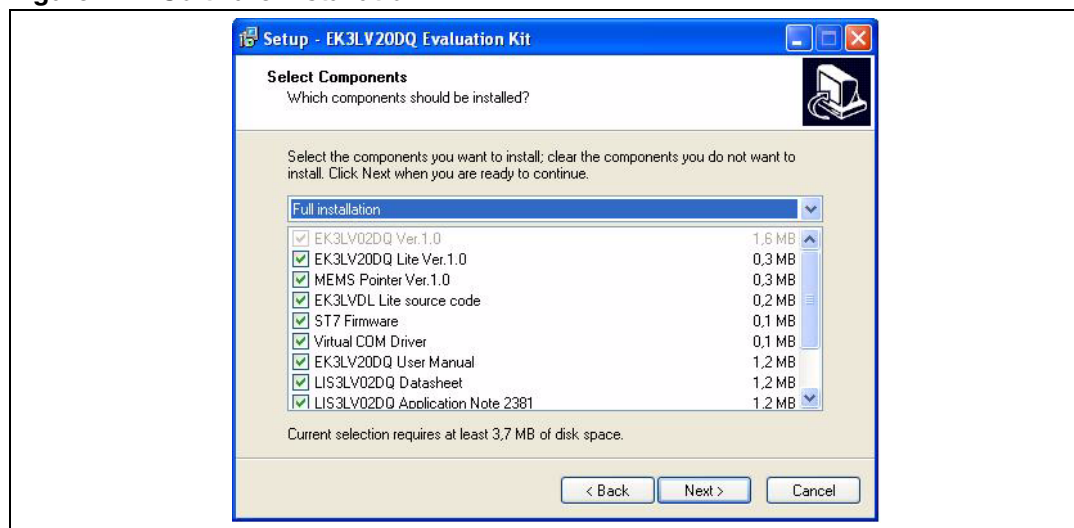 Setup - EK3LV20DQ Evaluation Kit
Select Components
Which components should be installed?
Select the components you want to install; clear the components you do not want to
install. Click Next when you are ready to continue.
Full installation
EK3LV02DQ Ver.1.0 1,6 MB
EK3LV20DQ Lite Ver.1.0 0,3 MB
MEMS Pointer Ver.1.0 0,3 MB
EK3LVDL Lite source code 0,2 MB
ST7 Firmware 0,1 MB
Virtual COM Driver 0,1 MB
EK3LV20DQ User Manual 1,2 MB
LIS3LV02DQ Datasheet 1,2 MB
LIS3LV02DQ Application Note 2381 1,2 MB
Current selection requires at least 3,7 MB of disk space.
< Back Next > Cancel